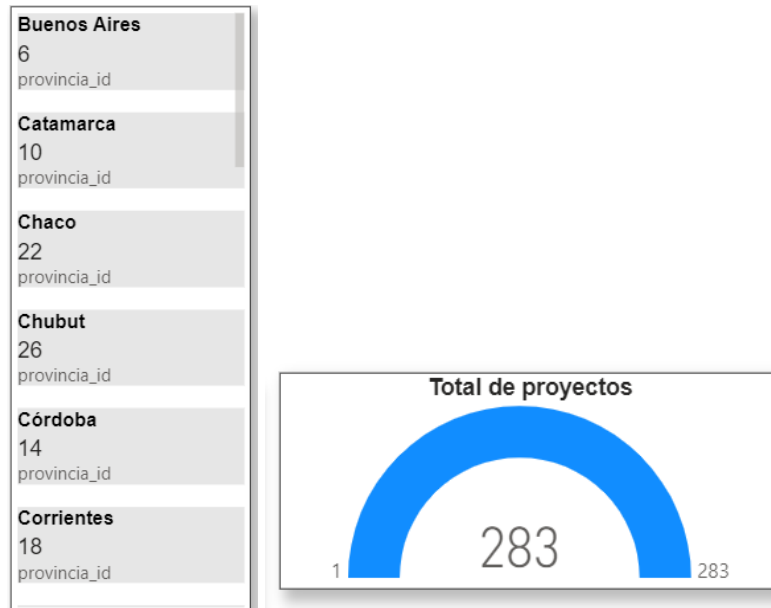 Buenos Aires
6
provincia_id
Catamarca
10
provincia_id
Chaco
22
provincia_id
Chubut
26
provincia_id
Córdoba
14
provincia_id
Corrientes
18
provincia_id
Total de proyectos
283
1
283